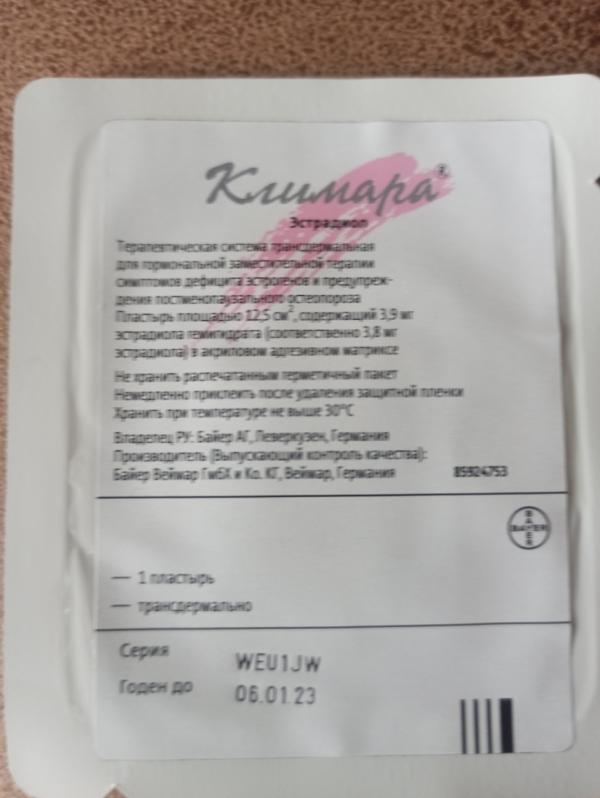 Климара®
Эстрадиол
Терапевтическая система трансдермальная
для гормональной заместительной терапии
симптомов дефицита эстрогенов и предупреж-
дения постменопаузального остеопороза
Пластырь площадью 12,5 см², содержащий 3,9 мг
эстрадиола гемигидрата (соответственно 3,8 мг
эстрадиола) в акриловом адгезивном матриксе
Не хранить распечатанным герметичный пакет
Немедленно приклеить после удаления защитной пленки
Хранить при температуре не выше 30°C
Владелец РУ: Байер АГ, Леверкузен, Германия
Производитель (Выпускающий контроль качества):
Байер Веймар ГмбХ и Ко. КГ, Веймар, Германия 85924753
BAYER
BAYER
— 1 пластырь
— трансдермально
Серия WEU1JW
Годен до 06.01.23